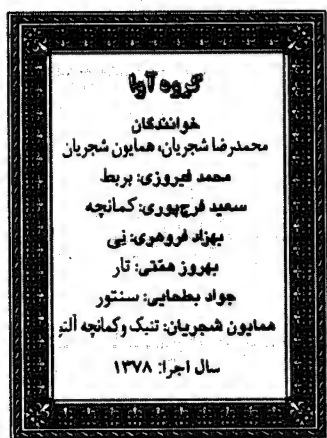 گروه آوا
خوانندگان
محمدرضا شجریان، همایون شجریان
محمد فیروزی: بربط
سعید فرج‌پوری: کمانچه
بهزاد فروهری: نی
بهروز همتی: تار
جواد بطحایی: سنتور
همایون شجریان: تنبک و کمانچه آلتو
سال اجرا: ۱۳۷۸